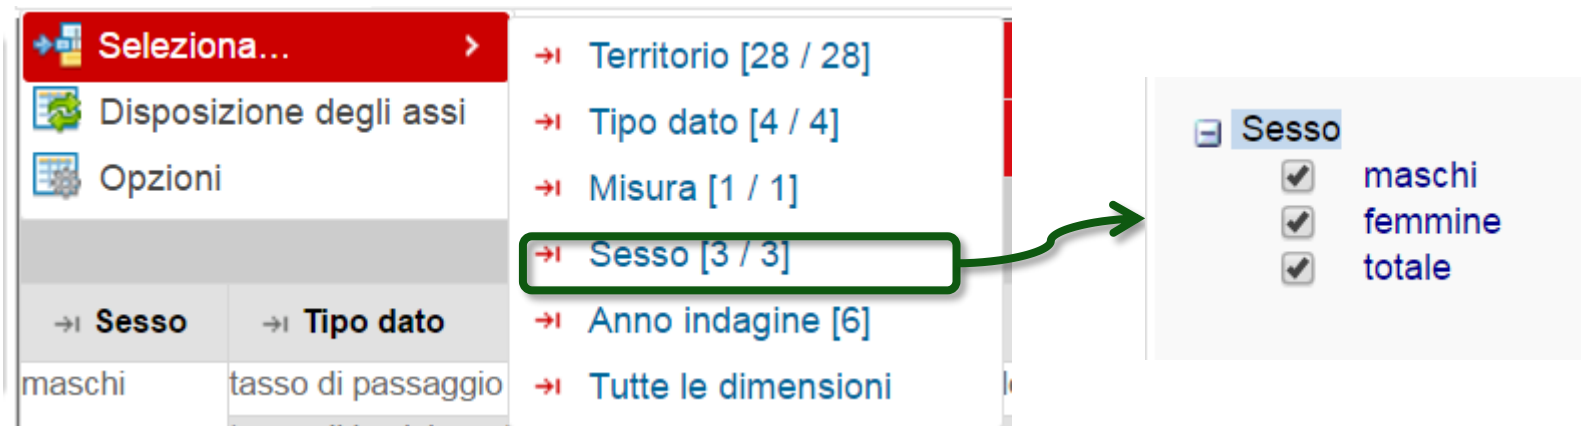 Seleziona...
Disposizione degli assi
Opzioni
Territorio [28 / 28]
Tipo dato [4 / 4]
Misura [1 / 1]
Sesso [3 / 3]
Anno indagine [6]
Tutte le dimensioni
Sesso
Tipo dato
maschi
tasso di passaggio
Sesso
maschi
femmine
totale